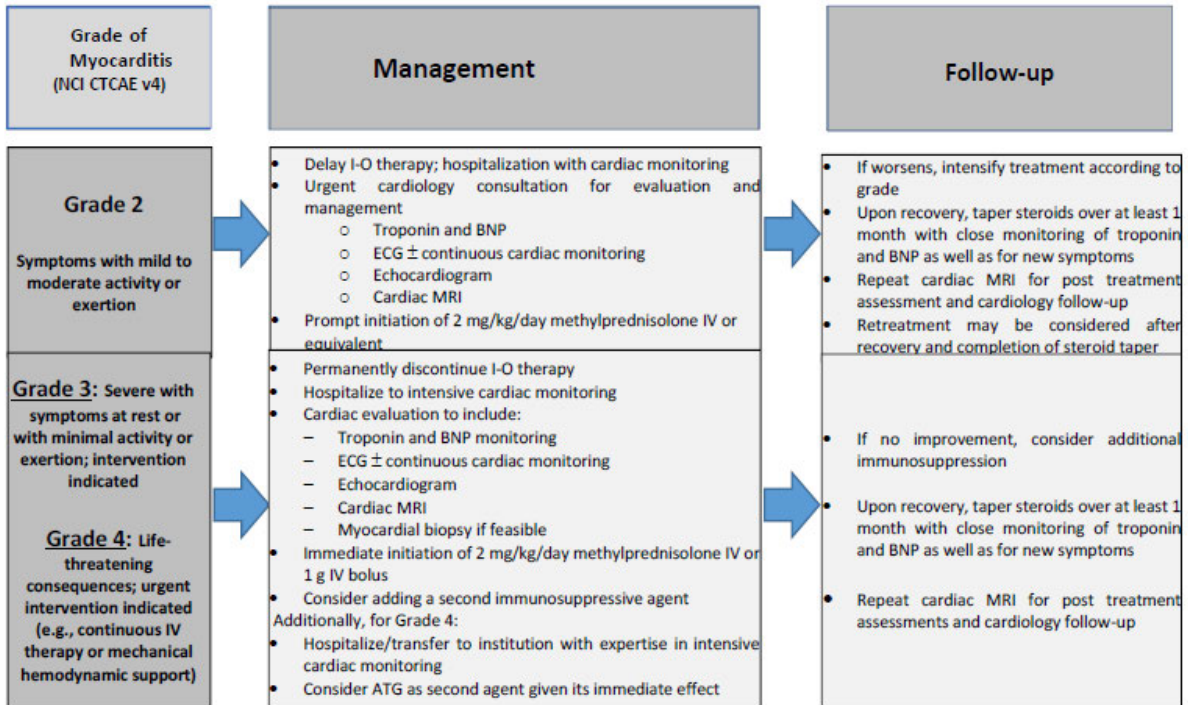 Grade of
Myocarditis
(NCI CTCAE v4)
Management
Follow-up
Grade 2
Symptoms with mild to
moderate activity or
exertion
• Delay I-O therapy; hospitalization with cardiac monitoring
• Urgent cardiology consultation for evaluation and
management
o Troponin and BNP
o ECG ± continuous cardiac monitoring
o Echocardiogram
o Cardiac MRI
• Prompt initiation of 2 mg/kg/day methylprednisolone IV or
equivalent
• If worsens, intensify treatment according to
grade
• Upon recovery, taper steroids over at least 1
month with close monitoring of troponin
and BNP as well as for new symptoms
• Repeat cardiac MRI for post treatment
assessment and cardiology follow-up
• Retreatment may be considered after
recovery and completion of steroid taper
Grade 3: Severe with
symptoms at rest or
with minimal activity or
exertion; intervention
indicated
Grade 4: Life-
threatening
consequences; urgent
intervention indicated
(e.g., continuous IV
therapy or mechanical
hemodynamic support)
• Permanently discontinue I-O therapy
• Hospitalize to intensive cardiac monitoring
• Cardiac evaluation to include:
– Troponin and BNP monitoring
– ECG ± continuous cardiac monitoring
– Echocardiogram
– Cardiac MRI
– Myocardial biopsy if feasible
• Immediate initiation of 2 mg/kg/day methylprednisolone IV or
1 g IV bolus
• Consider adding a second immunosuppressive agent
Additionally, for Grade 4:
• Hospitalize/transfer to institution with expertise in intensive
cardiac monitoring
• Consider ATG as second agent given its immediate effect
• If no improvement, consider additional
immunosuppression
• Upon recovery, taper steroids over at least 1
month with close monitoring of troponin
and BNP as well as for new symptoms
• Repeat cardiac MRI for post treatment
assessments and cardiology follow-up